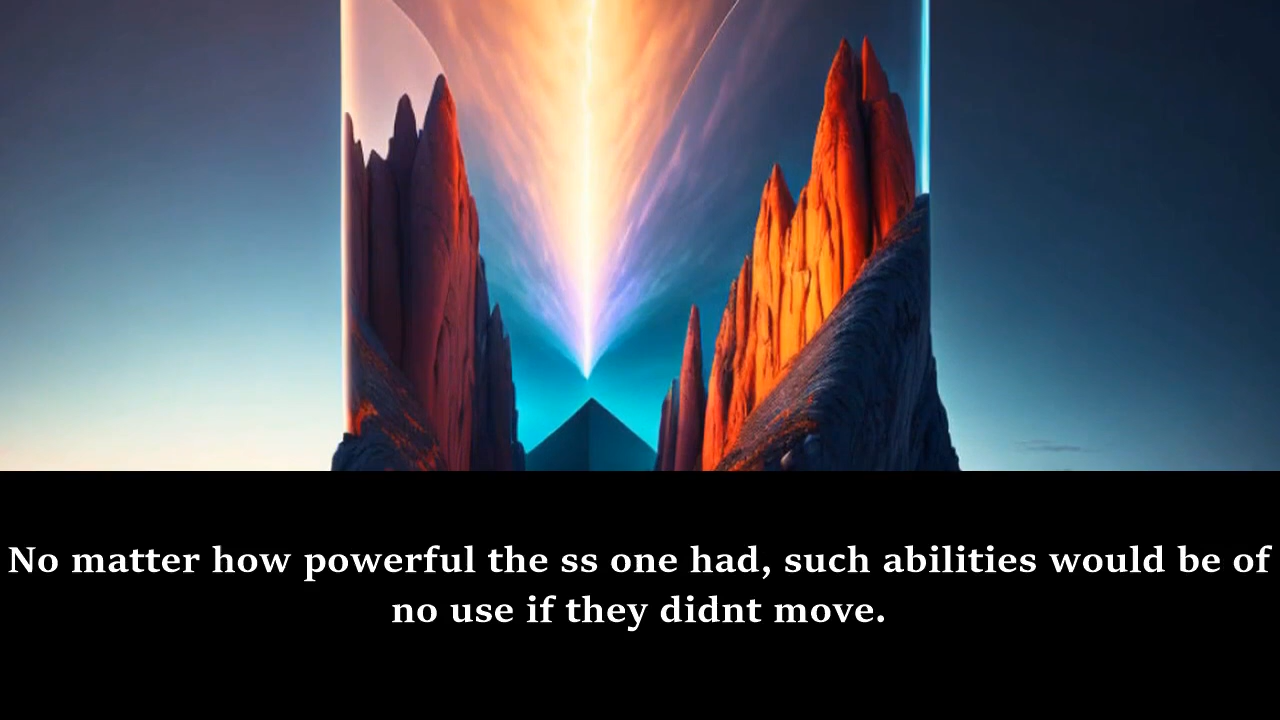 No matter how powerful the ss one had, such abilities would be of
no use if they didnt move.